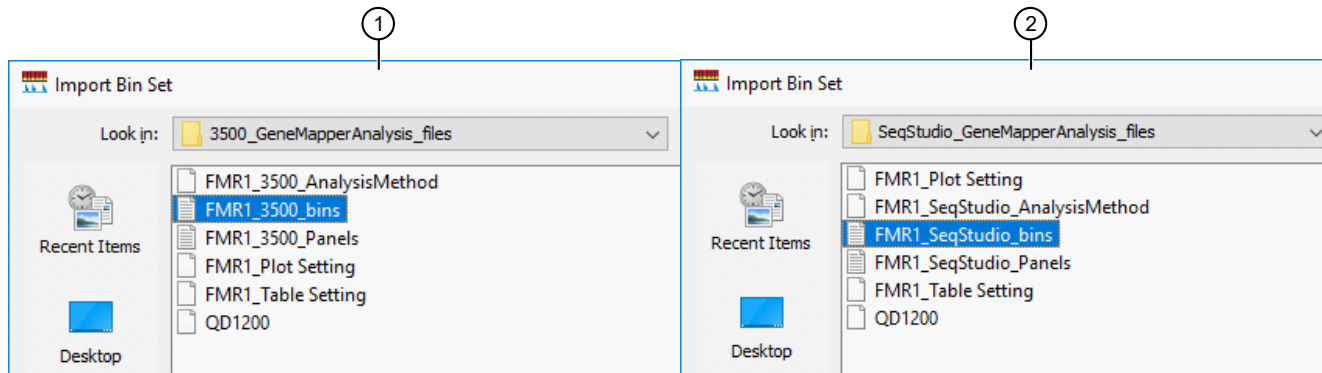 1
Import Bin Set
Look in:
3500_GeneMapperAnalysis_files
FMR1_3500_AnalysisMethod
FMR1_3500_bins
FMR1_3500_Panels
FMR1_Plot Setting
FMR1_Table Setting
QD1200
Recent Items
Desktop
2
Import Bin Set
Look in:
SeqStudio_GeneMapperAnalysis_files
FMR1_Plot Setting
FMR1_SeqStudio_AnalysisMethod
FMR1_SeqStudio_bins
FMR1_SeqStudio_Panels
FMR1_Table Setting
QD1200
Recent Items
Desktop